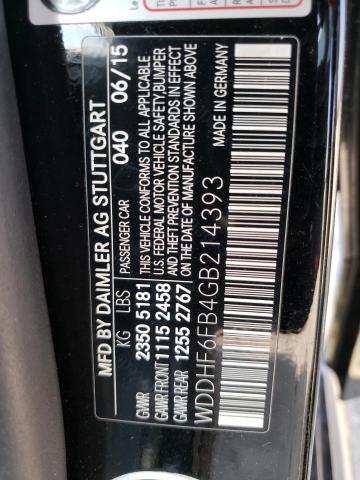 MFD BY DAIMLER AG STUTTGART
PASSENGER CAR 040 06/15
KG LBS
GVWR 2350 5181
GAWR FRONT 1115 2458
GAWR REAR 1255 2767
THIS VEHICLE CONFORMS TO ALL APPLICABLE
U.S. FEDERAL MOTOR VEHICLE SAFETY, BUMPER
AND THEFT PREVENTION STANDARDS IN EFFECT
ON THE DATE OF MANUFACTURE SHOWN ABOVE
WDDHF6FB4GB214393
MADE IN GERMANY